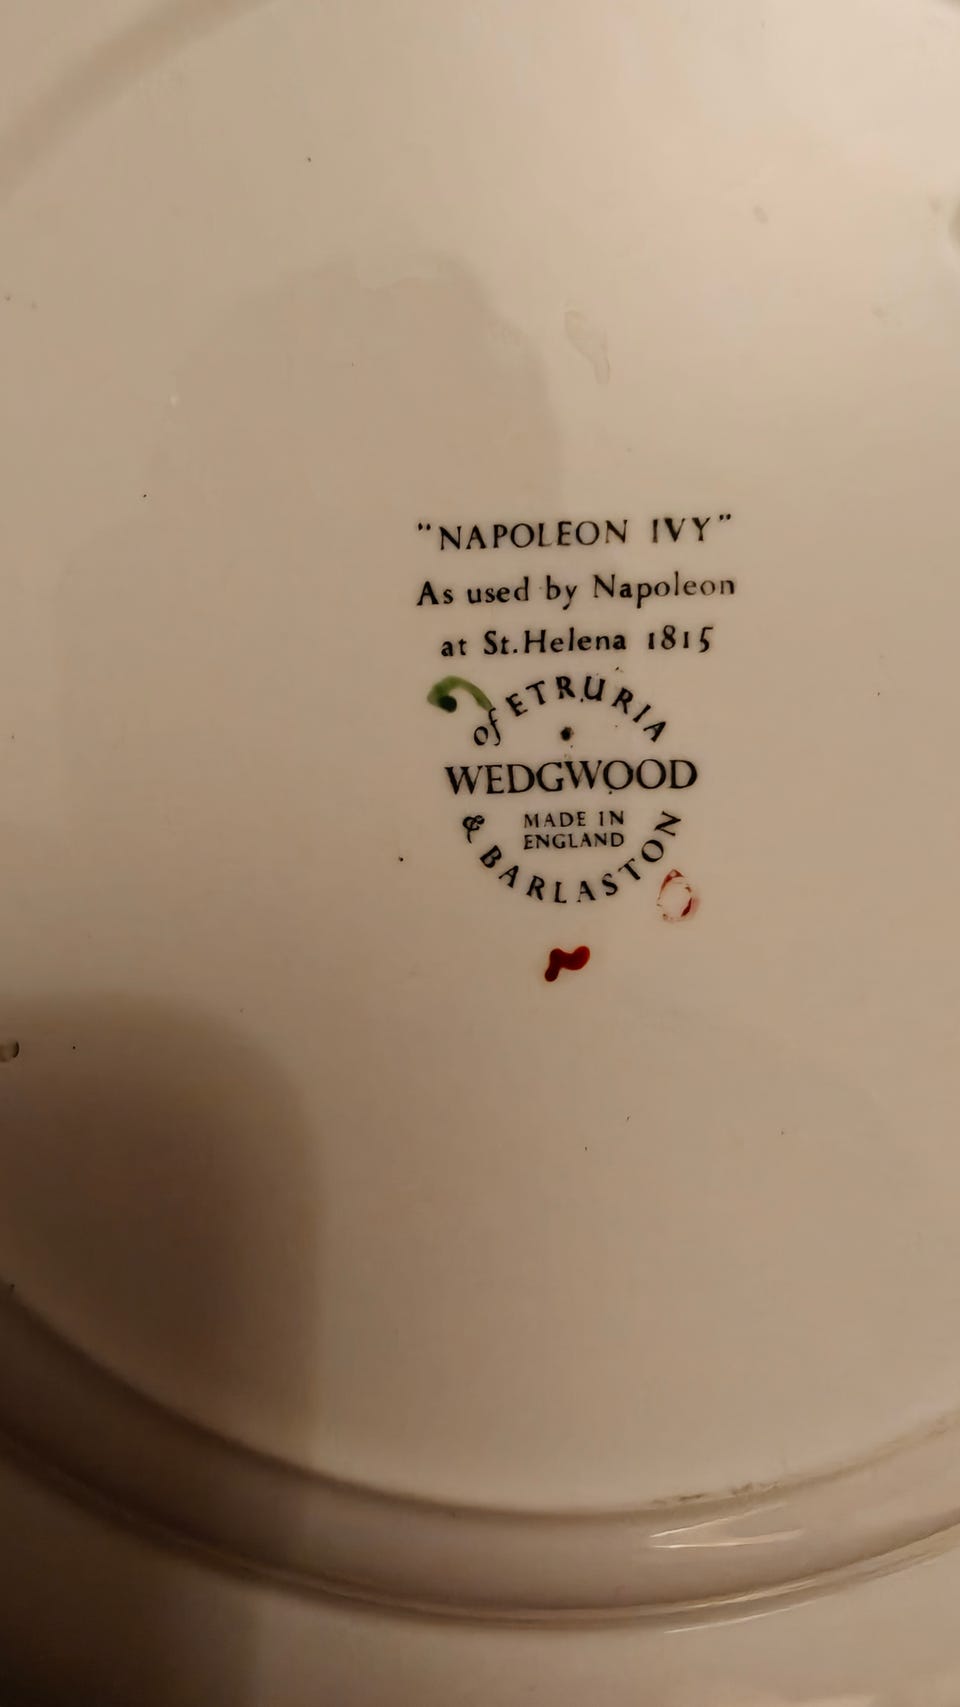 "NAPOLEON IVY"
As used by Napoleon
at St.Helena 1815
of ETRURIA
WEDGWOOD
MADE IN
ENGLAND
& BARLASTON